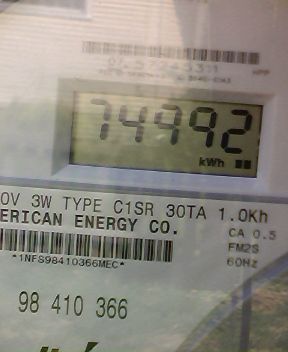 74992
kWh
0V 3W TYPE C1SR 30TA 1.0Kh
ERICAN ENERGY CO.
CA 0.5
FM2S
60Hz
*1NFS98410366MEC*
98 410 366